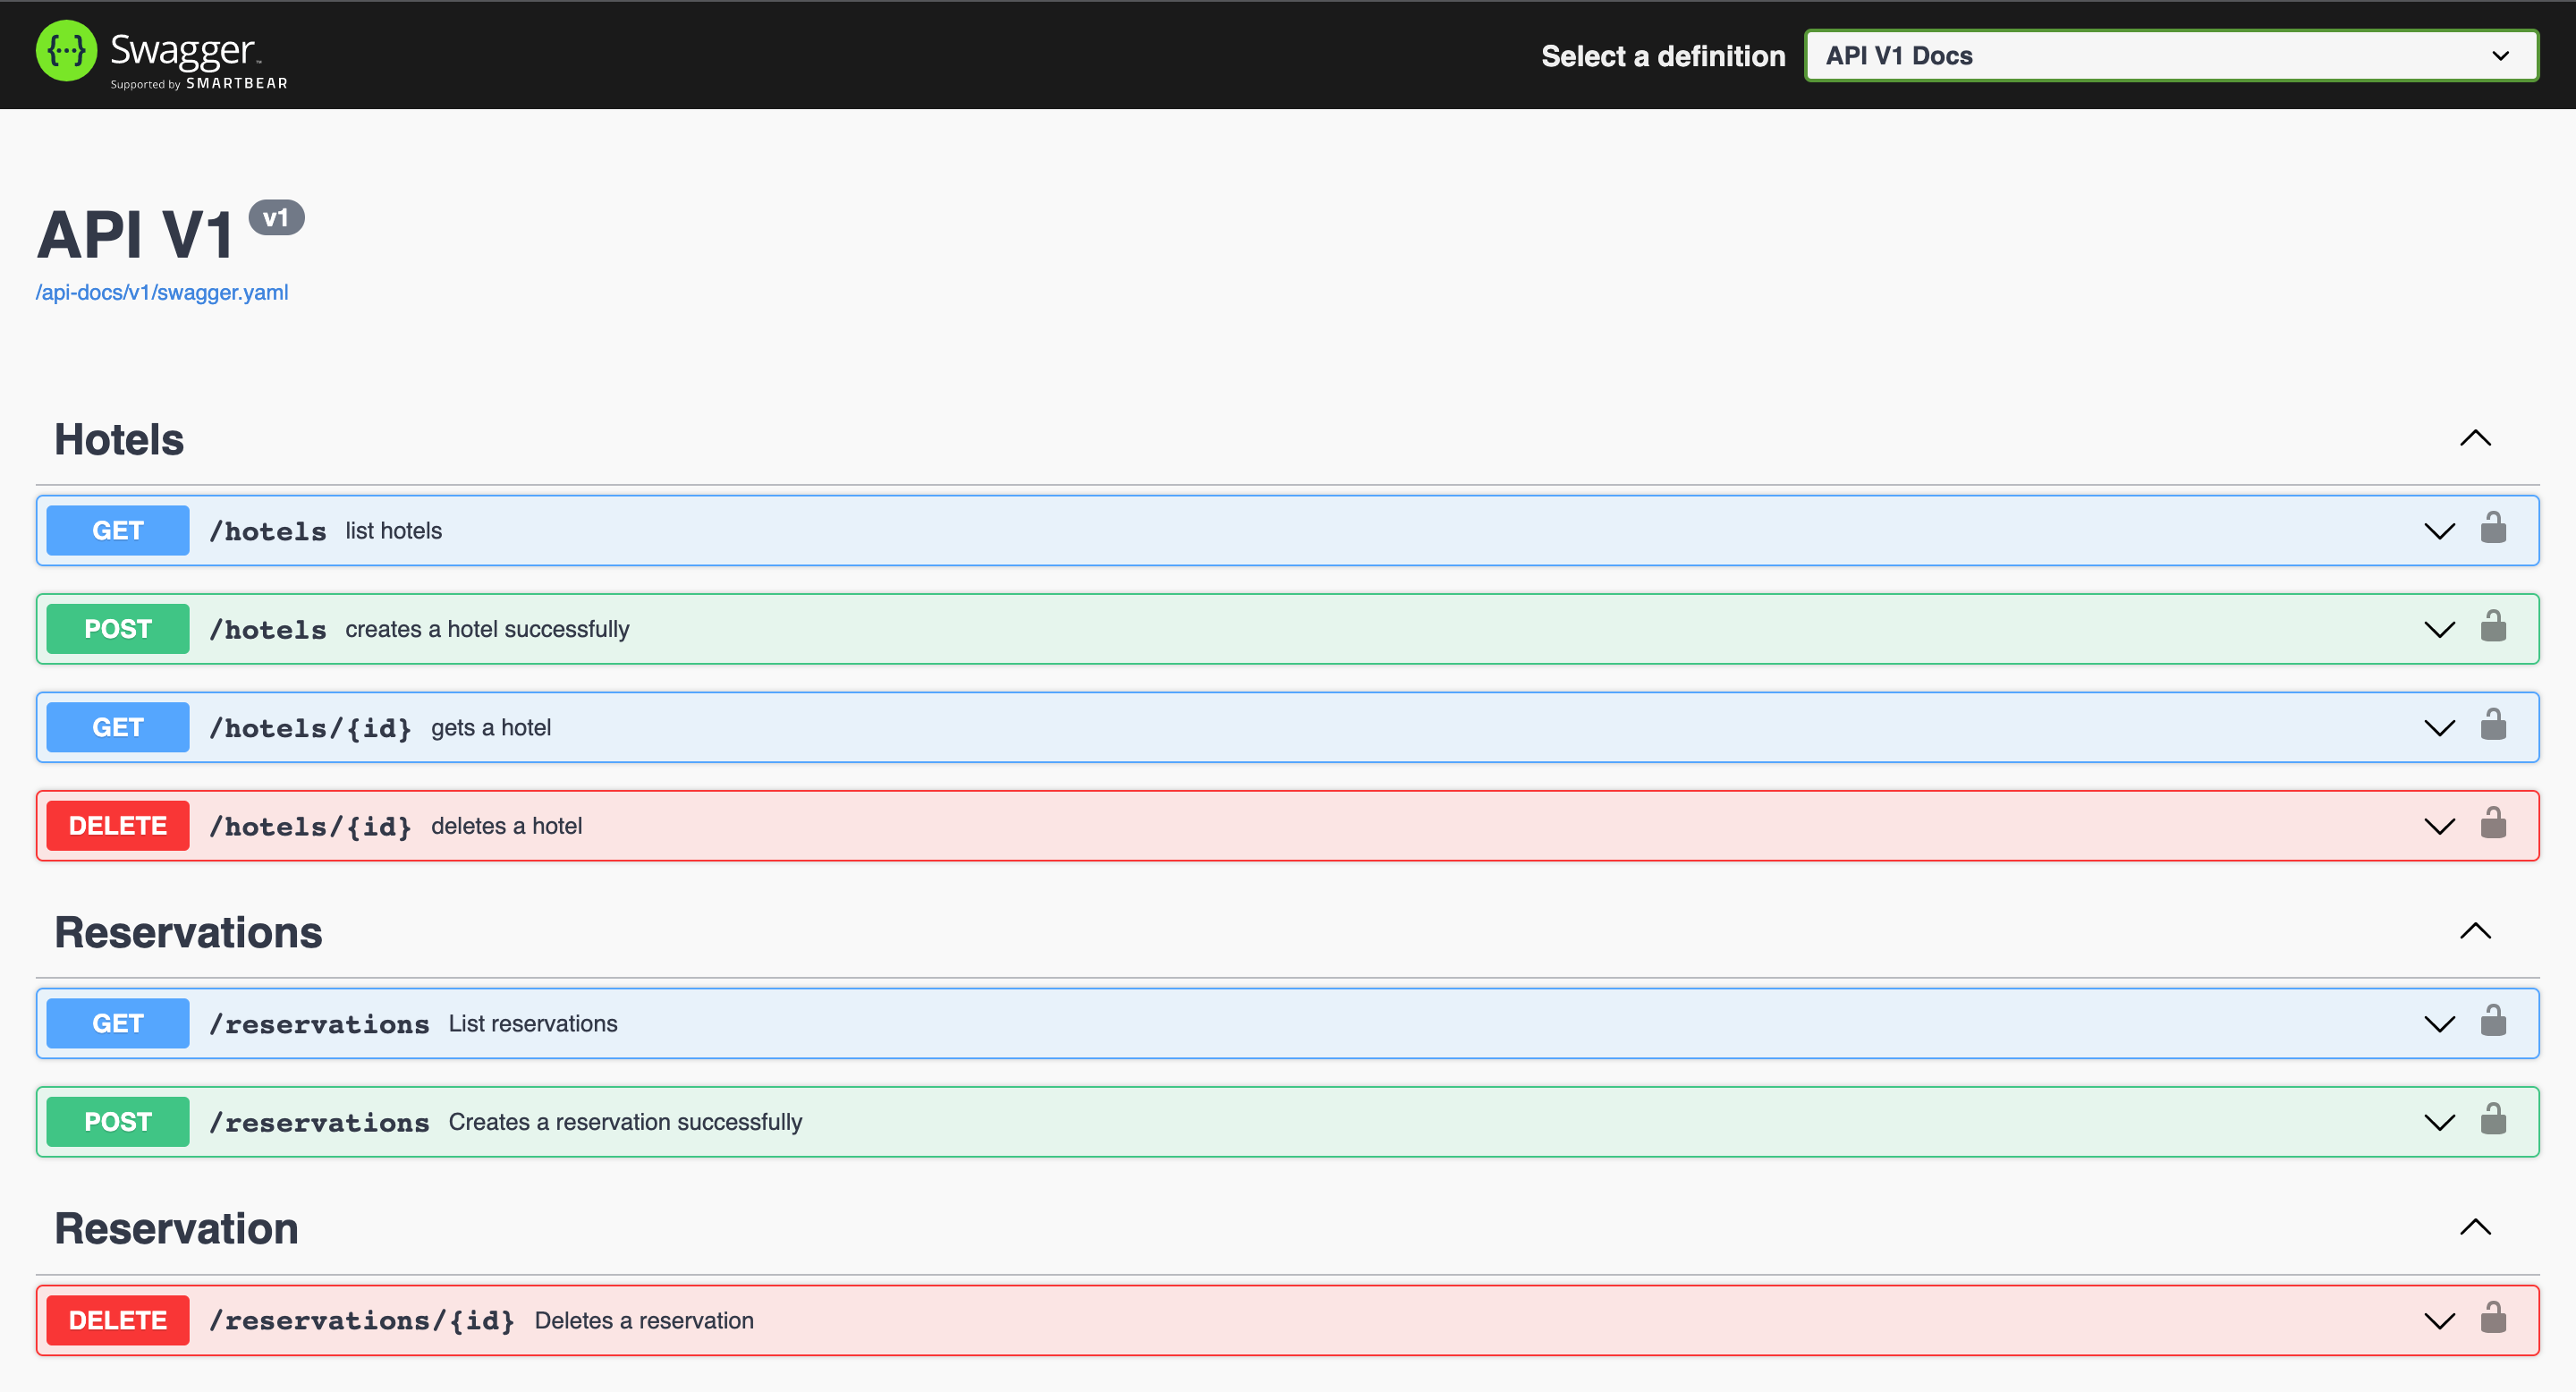 {···} Swagger™
Supported by SMARTBEAR
Select a definition
API V1 Docs
API V1 v1
/api-docs/v1/swagger.yaml
Hotels
GET /hotels list hotels
POST /hotels creates a hotel successfully
GET /hotels/{id} gets a hotel
DELETE /hotels/{id} deletes a hotel
Reservations
GET /reservations List reservations
POST /reservations Creates a reservation successfully
Reservation
DELETE /reservations/{id} Deletes a reservation